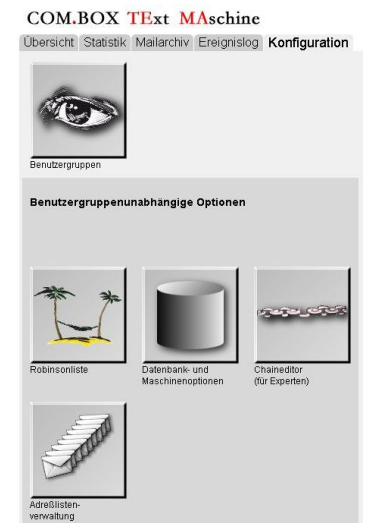 COM.BOX TExt MAschine
Übersicht Statistik Mailarchiv Ereignislog Konfiguration
Benutzergruppen
Benutzergruppenunabhängige Optionen
Robinsonliste
Datenbank- und
Maschinenoptionen
Chaineditor
(für Experten)
Adreßlisten-
verwaltung